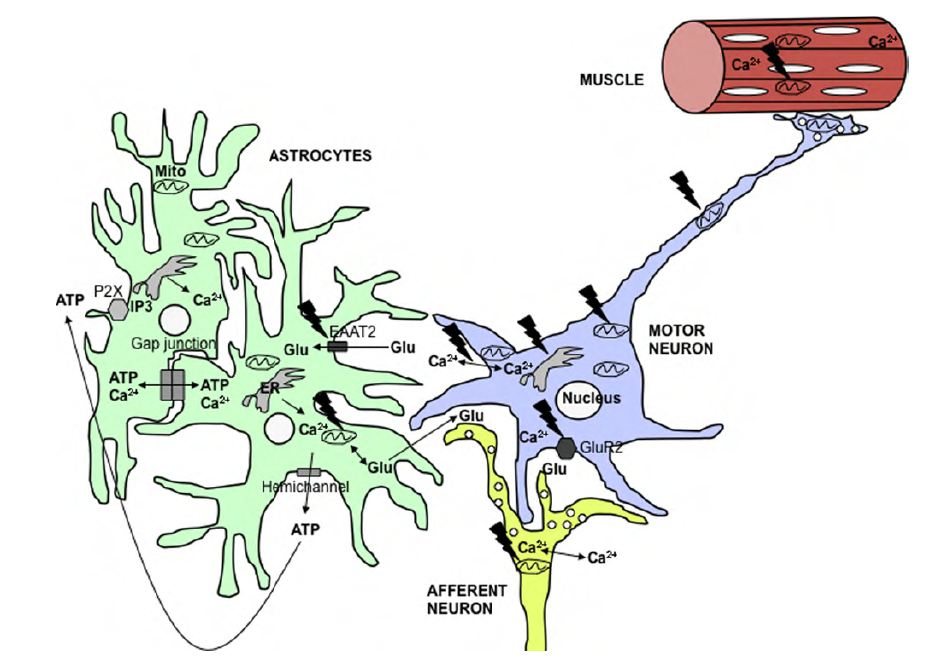 Ca²⁺
Ca²⁺
MUSCLE
ASTROCYTES
Mito
P2X
ATP
IP3
Ca²⁺
EAAT2
Gap junction
Glu
Glu
MOTOR
NEURON
Ca²⁺
Ca²⁺
ATP
Ca²⁺
ATP
Ca²⁺
ER
Nucleus
Glu
Ca²⁺
Ca²⁺
GluR2
Glu
Glu
Hemichannel
ATP
Ca²⁺
Ca²⁺
AFFERENT
NEURON